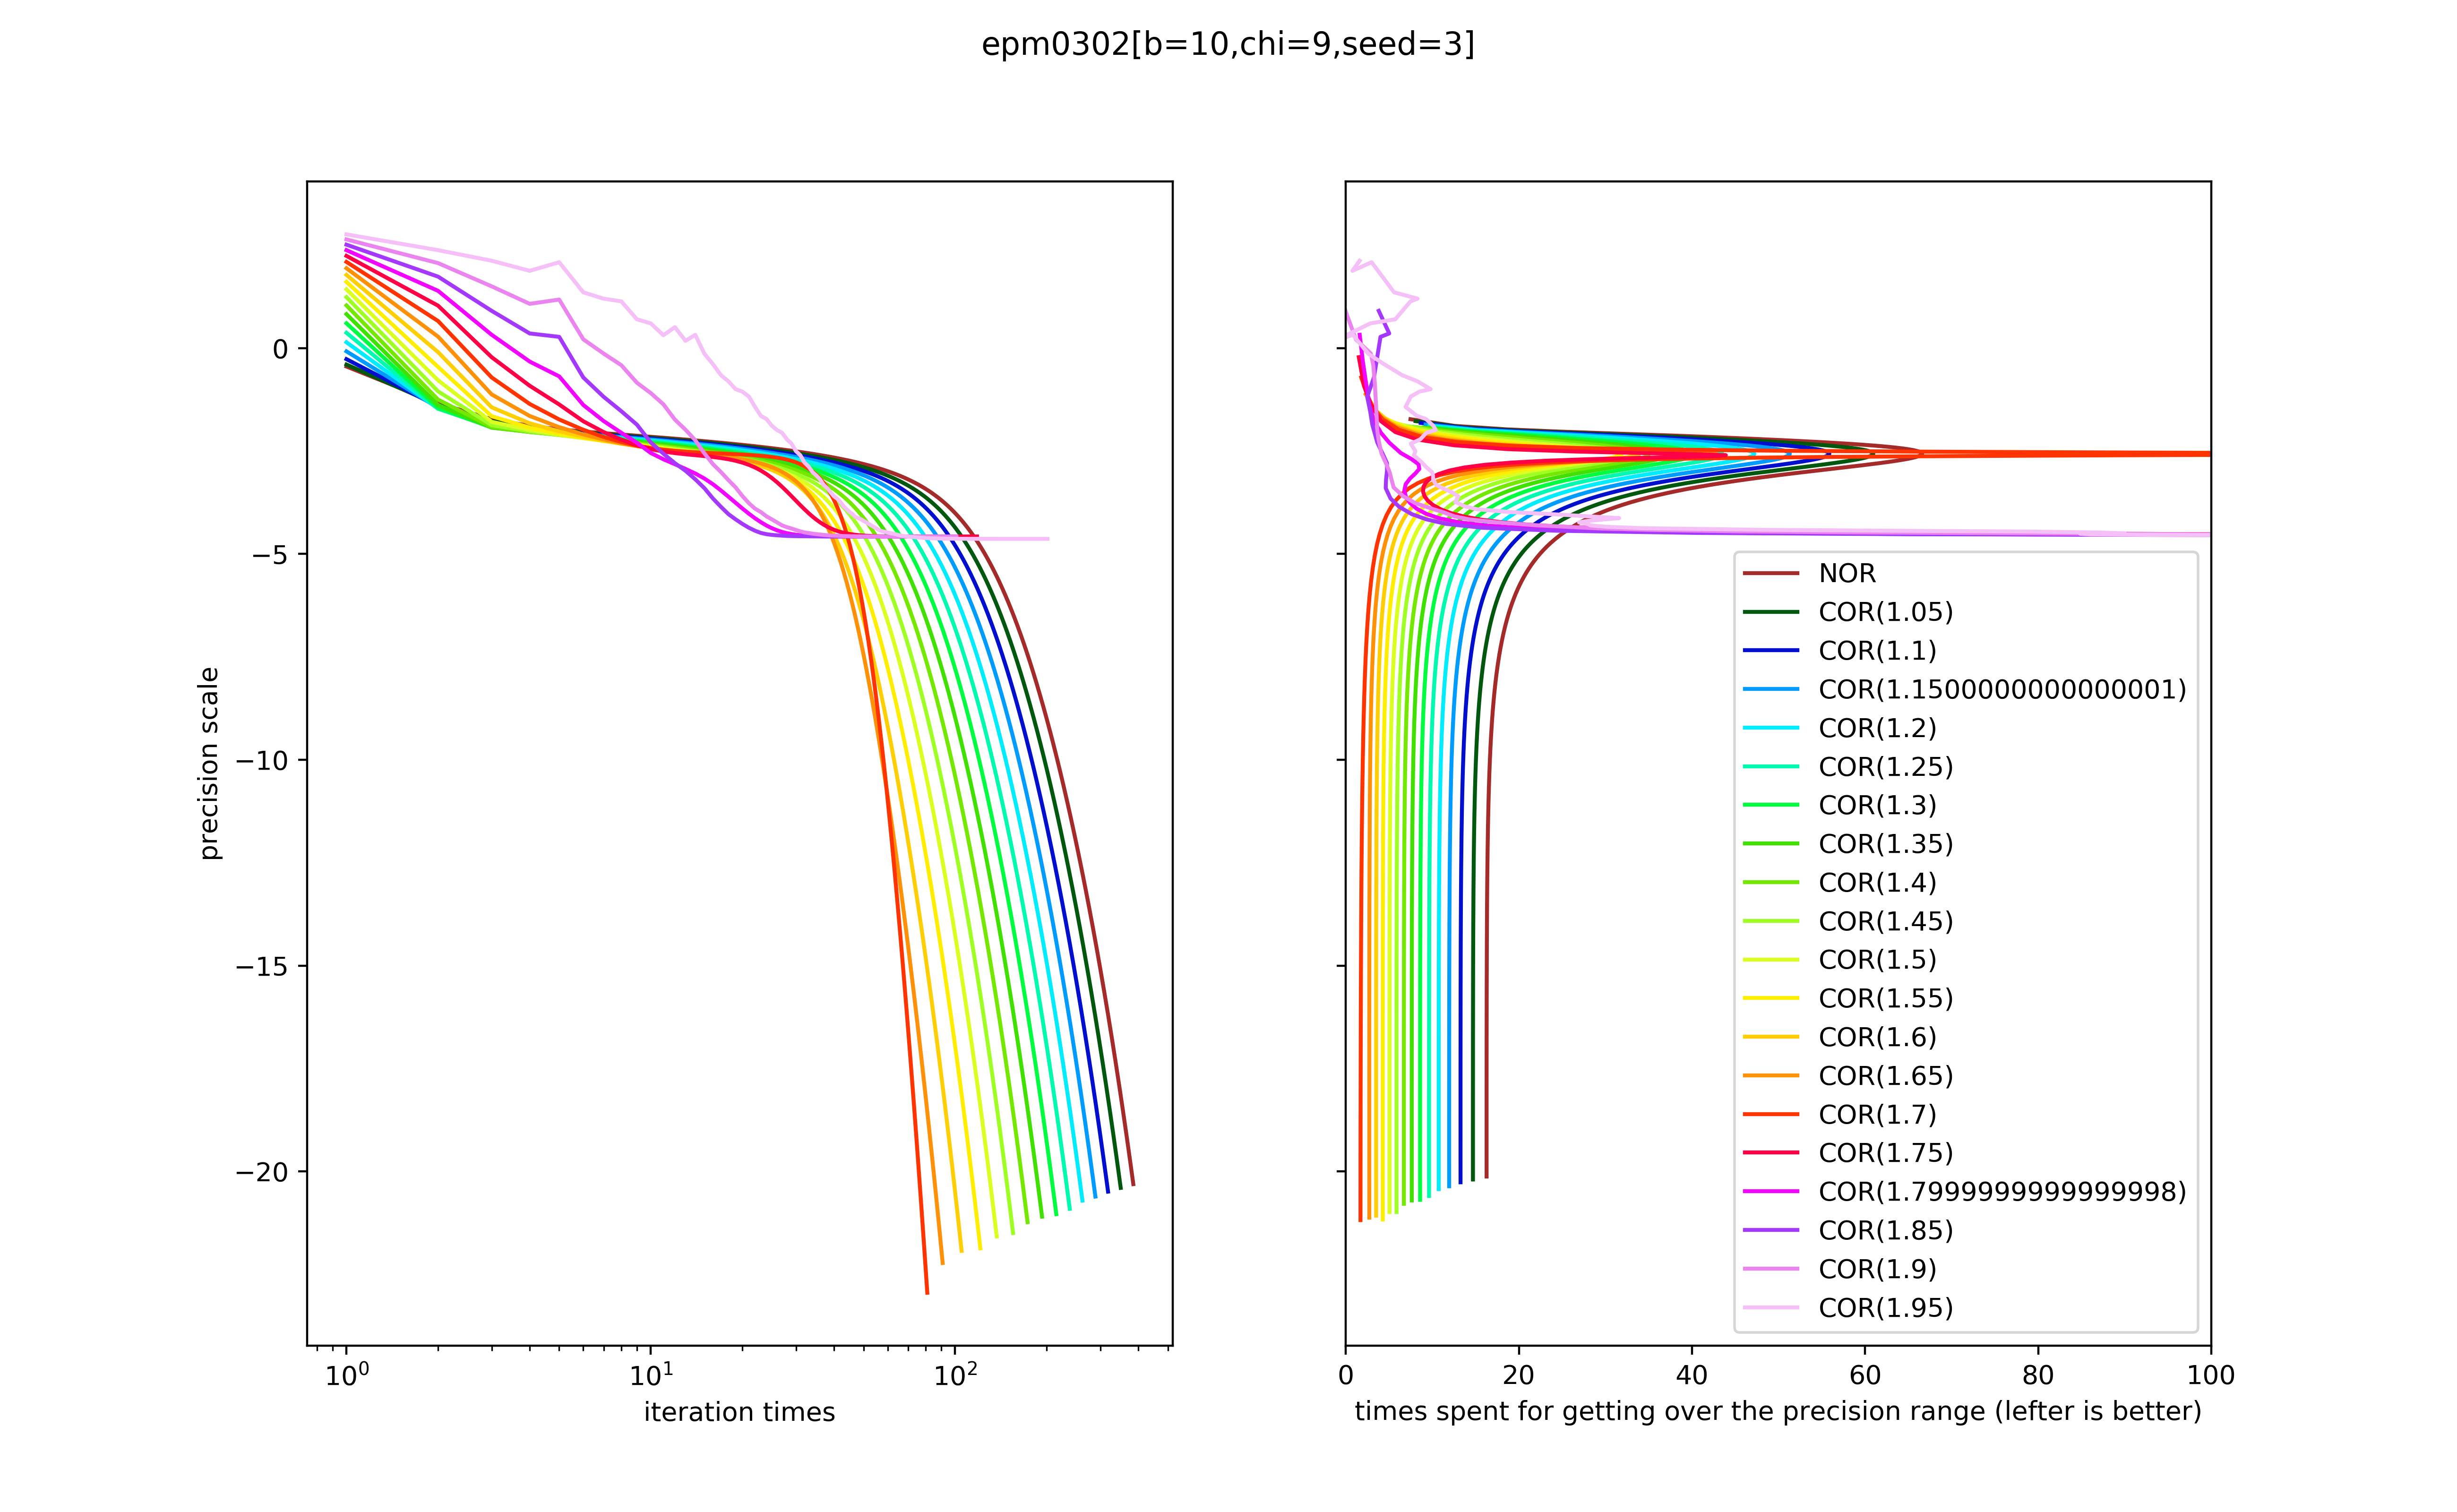 epm0302[b=10,chi=9,seed=3]
precision scale
0
−5
−10
−15
−20
10⁰
10¹
10²
iteration times
NOR
COR(1.05)
COR(1.1)
COR(1.1500000000000001)
COR(1.2)
COR(1.25)
COR(1.3)
COR(1.35)
COR(1.4)
COR(1.45)
COR(1.5)
COR(1.55)
COR(1.6)
COR(1.65)
COR(1.7)
COR(1.75)
COR(1.7999999999999998)
COR(1.85)
COR(1.9)
COR(1.95)
0
20
40
60
80
100
times spent for getting over the precision range (lefter is better)